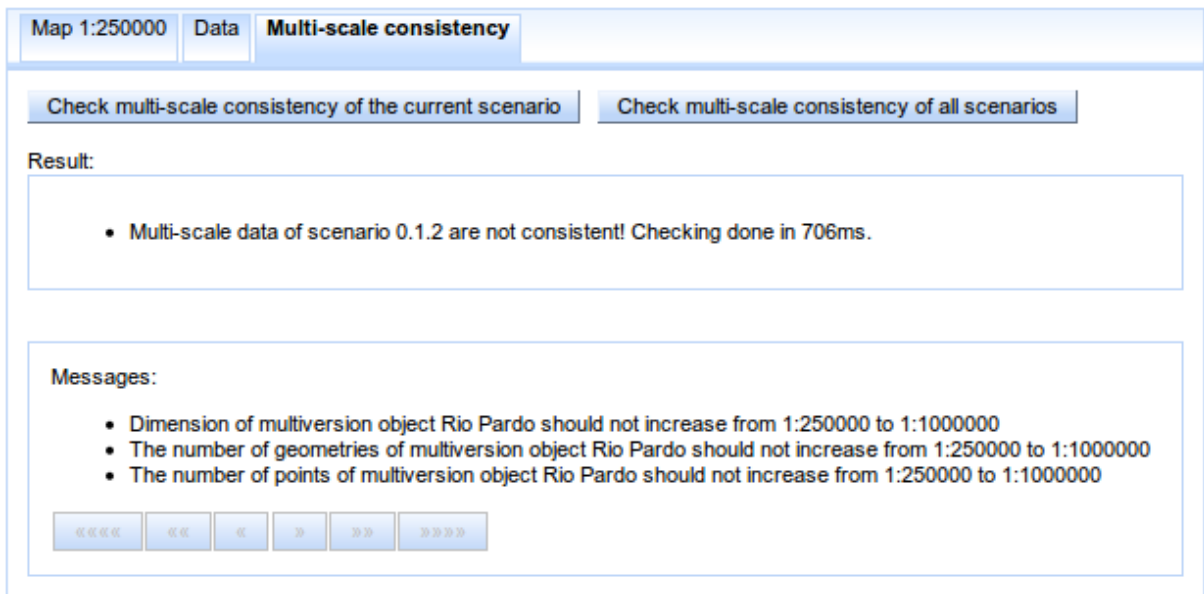 Map 1:250000 Data Multi-scale consistency
Check multi-scale consistency of the current scenario Check multi-scale consistency of all scenarios
Result:
• Multi-scale data of scenario 0.1.2 are not consistent! Checking done in 706ms.
Messages:
• Dimension of multiversion object Rio Pardo should not increase from 1:250000 to 1:1000000
• The number of geometries of multiversion object Rio Pardo should not increase from 1:250000 to 1:1000000
• The number of points of multiversion object Rio Pardo should not increase from 1:250000 to 1:1000000
«««« «« « » »» »»»»